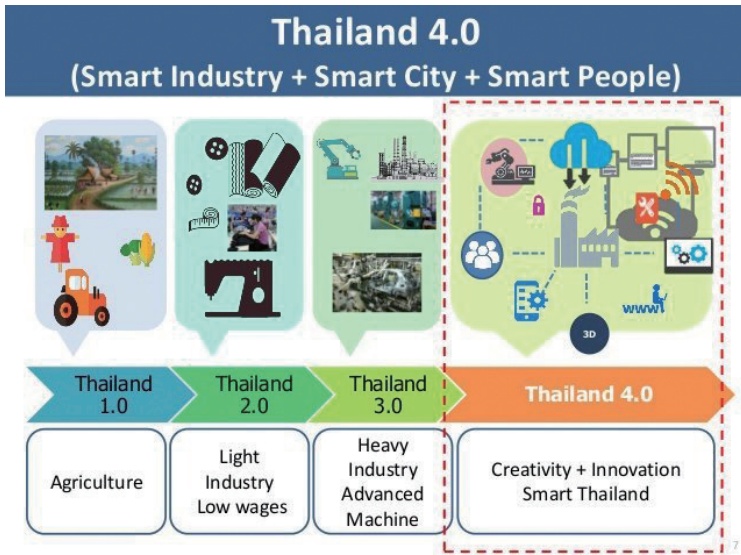 Thailand 4.0
(Smart Industry + Smart City + Smart People)
3D
www
Thailand
1.0
Thailand
2.0
Thailand
3.0
Thailand 4.0
Agriculture
Light
Industry
Low wages
Heavy
Industry
Advanced
Machine
Creativity + Innovation
Smart Thailand
7